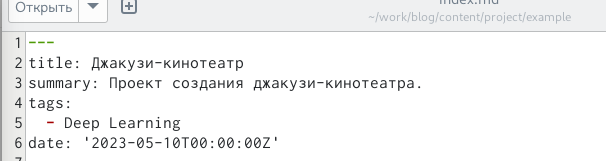 Открыть
index.md
~/work/blog/content/project/example
1 ---
2 title: Джакузи-кинотеатр
3 summary: Проект создания джакузи-кинотеатра.
4 tags:
5   - Deep Learning
6 date: '2023-05-10T00:00:00Z'